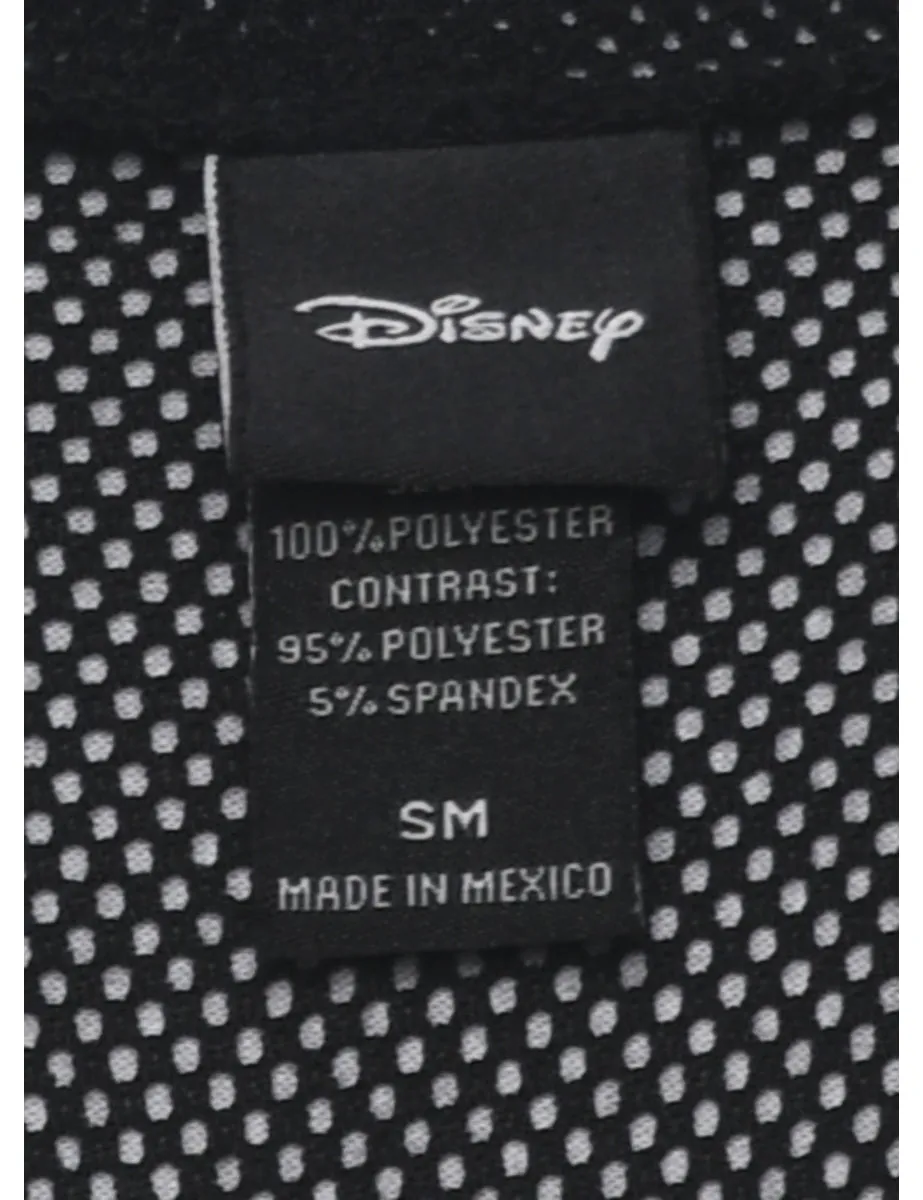 Disney
100% POLYESTER
CONTRAST:
95% POLYESTER
5% SPANDEX
SM
MADE IN MEXICO